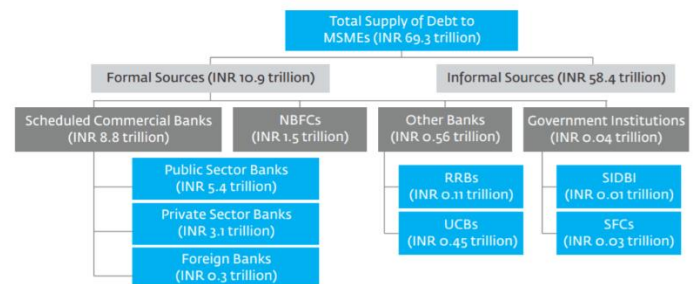 Total Supply of Debt to
MSMEs (INR 69.3 trillion)
Formal Sources (INR 10.9 trillion)
Informal Sources (INR 58.4 trillion)
Scheduled Commercial Banks
(INR 8.8 trillion)
NBFCs
(INR 1.5 trillion)
Other Banks
(INR 0.56 trillion)
Government Institutions
(INR 0.04 trillion)
Public Sector Banks
(INR 5.4 trillion)
Private Sector Banks
(INR 3.1 trillion)
Foreign Banks
(INR 0.3 trillion)
RRBs
(INR 0.11 trillion)
UCBs
(INR 0.45 trillion)
SIDBI
(INR 0.01 trillion)
SFCs
(INR 0.03 trillion)